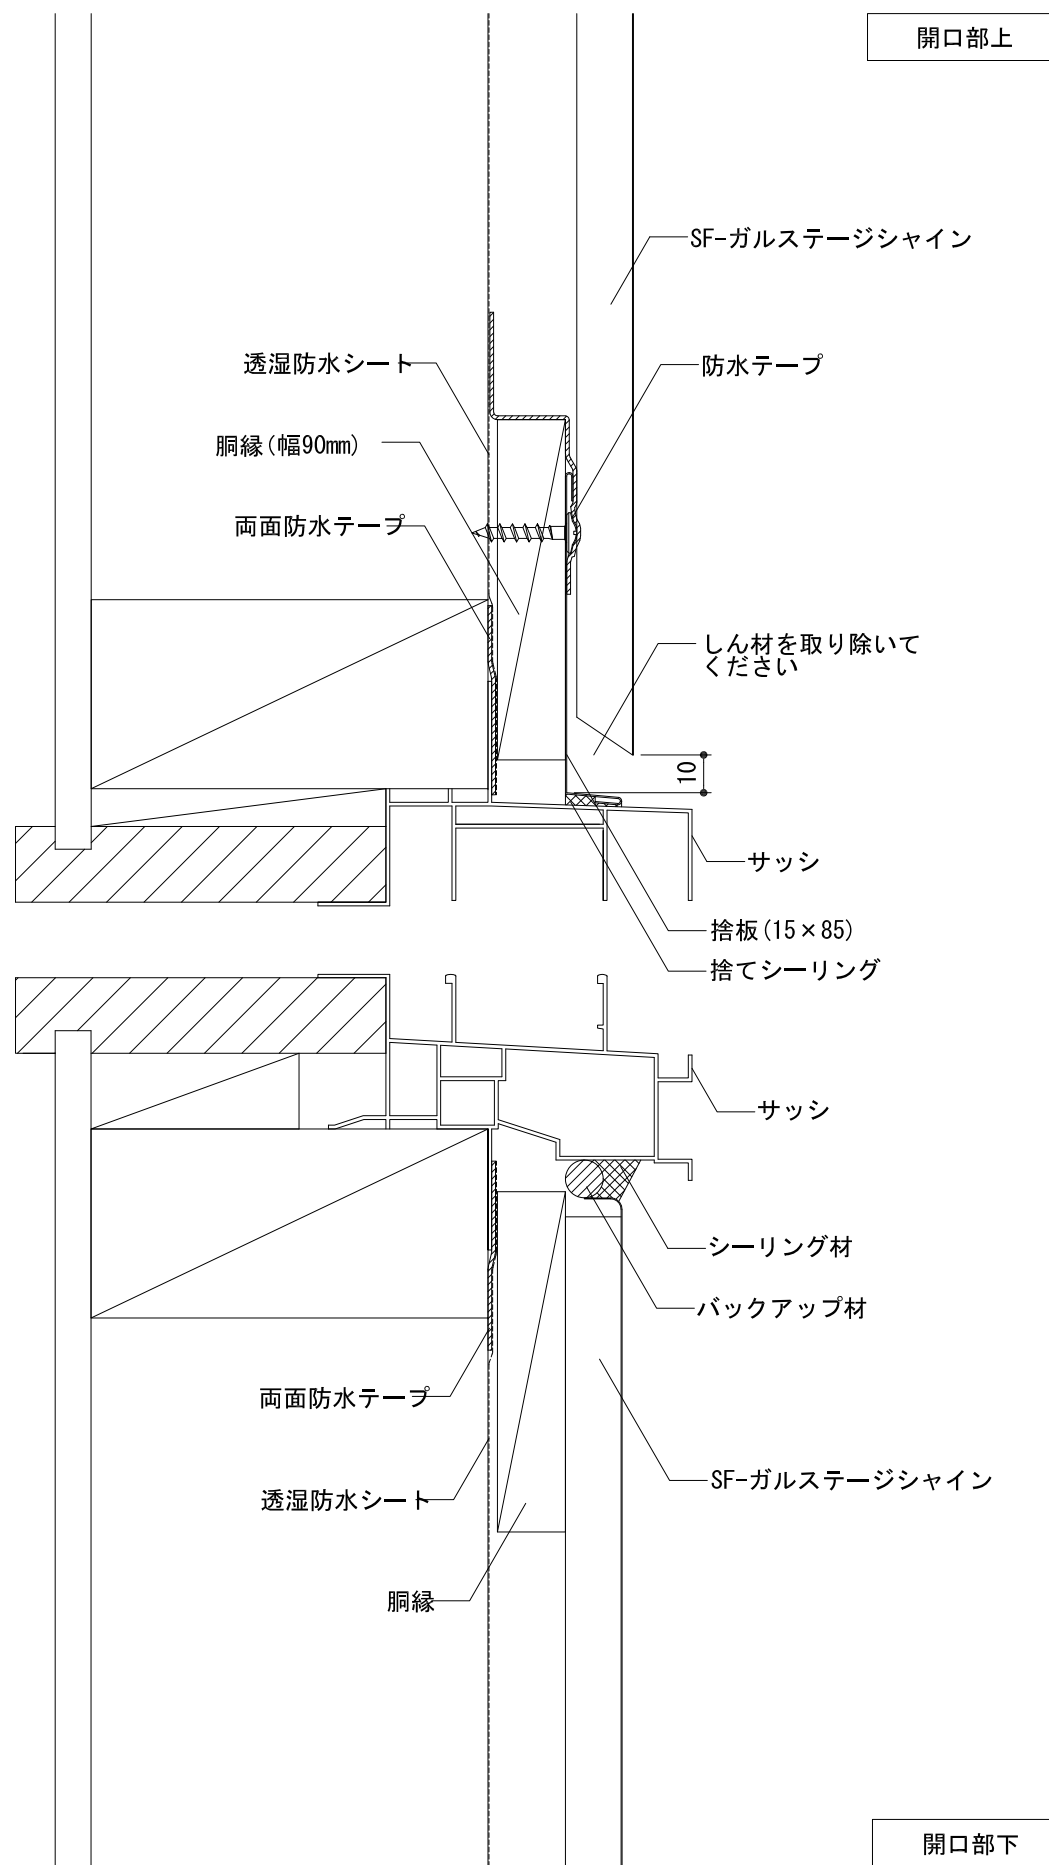 開口部上
SF-ガルステージシャイン
透湿防水シート
防水テープ
胴縁(幅90mm)
両面防水テープ
しん材を取り除いて
ください
10
サッシ
捨板(15×85)
捨てシーリング
サッシ
シーリング材
バックアップ材
両面防水テープ
SF-ガルステージシャイン
透湿防水シート
胴縁
開口部下